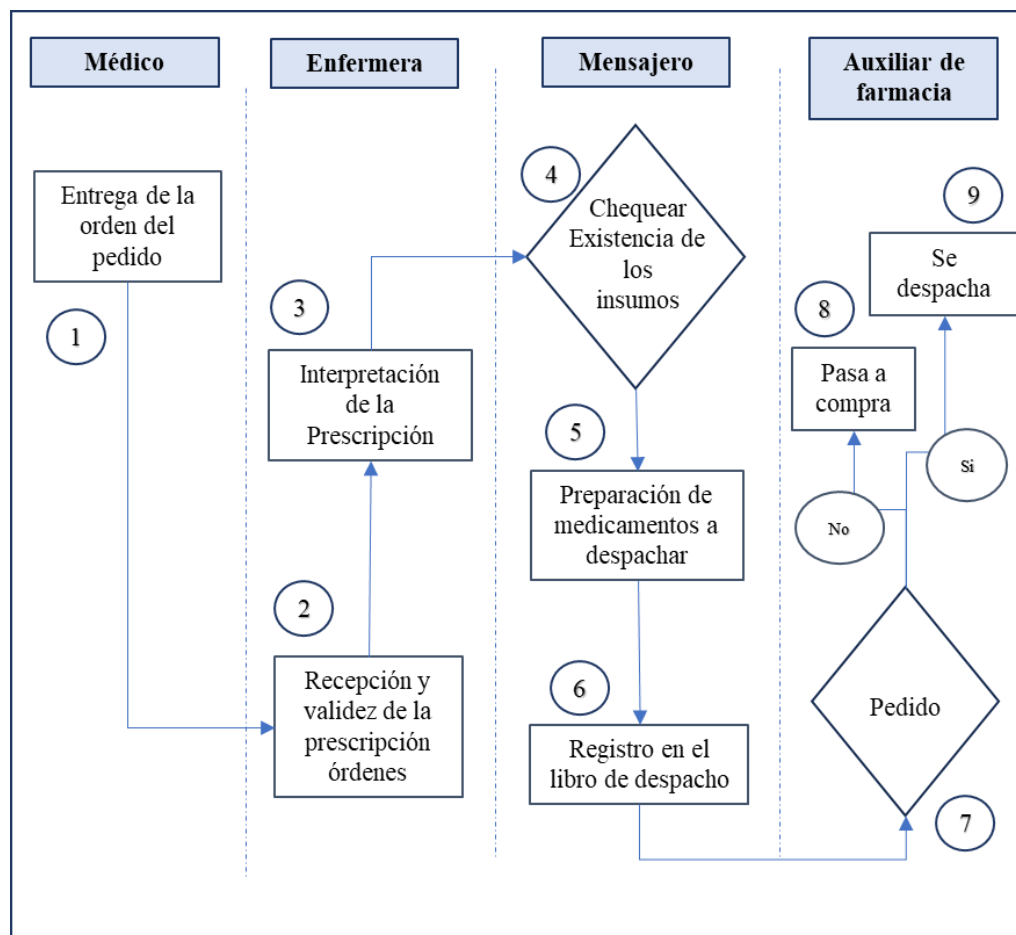 Médico
Enfermera
Mensajero
Auxiliar de
farmacia
Entrega de la
orden del
pedido
1
2
Recepción y
validez de la
prescripción
órdenes
3
Interpretación
de la
Prescripción
4
Chequear
Existencia de
los
insumos
5
Preparación de
medicamentos a
despachar
6
Registro en el
libro de despacho
7
Pedido
No
Si
8
Pasa a
compra
9
Se
despacha